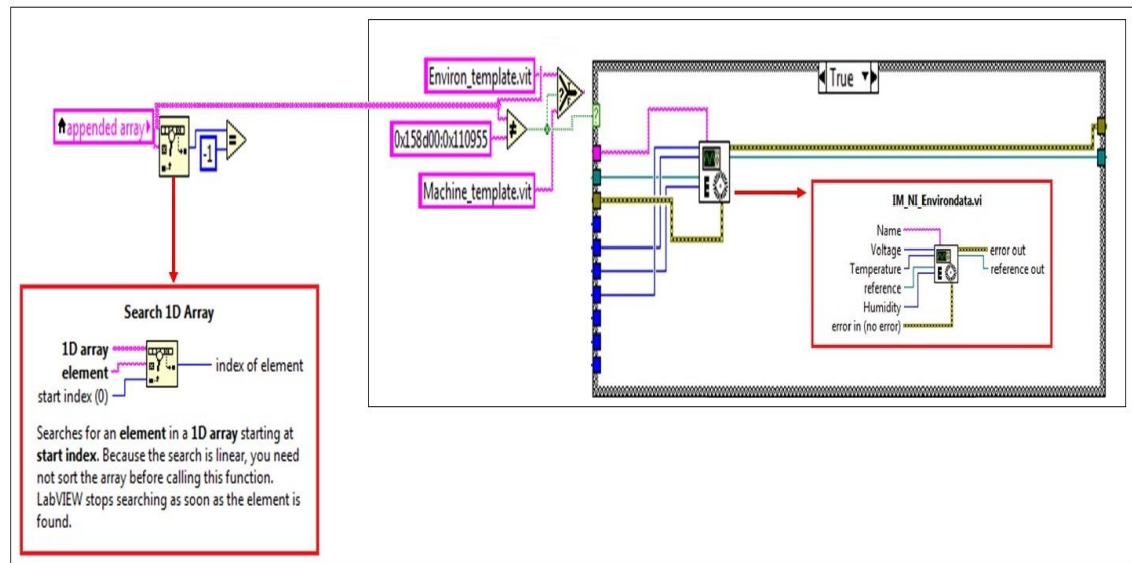 Environ_template.vit
True
appended array
-1
=
≠
0x158d00:0x110955
?
Machine_template.vit
IM_NI_Environdata.vi
Name
Voltage
Temperature
reference
Humidity
error in (no error)
error out
reference out
Search 1D Array
1D array
element
start index (0)
index of element
Searches for an element in a 1D array starting at
start index. Because the search is linear, you need
not sort the array before calling this function.
LabVIEW stops searching as soon as the element is
found.